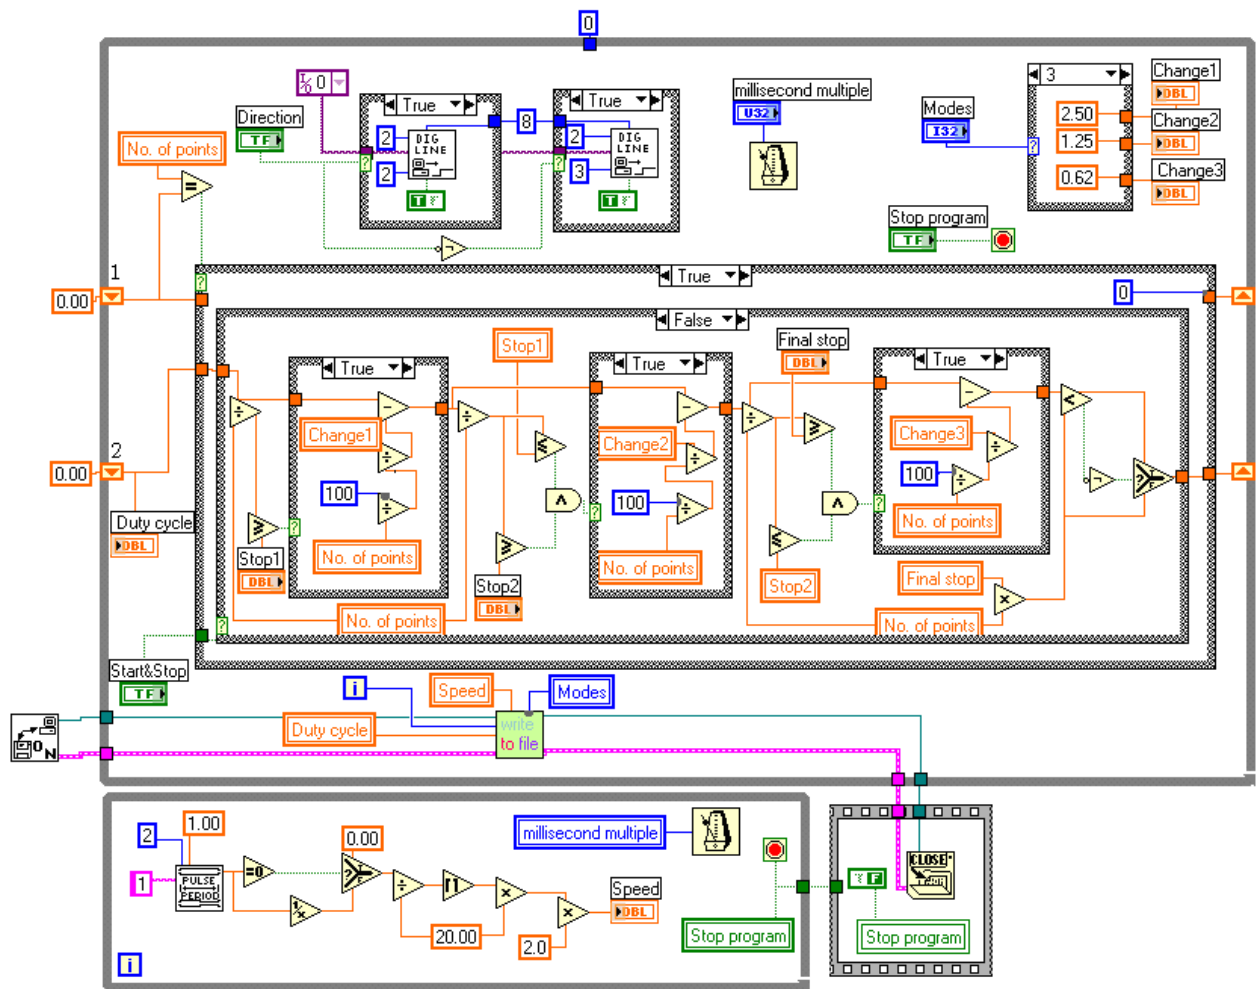 0
I/O 0
True
True
3
Change1
DBL
millisecond multiple
U32
Modes
I32
2.50
Change2
DBL
Direction
TF
8
2
DIG
LINE
2
T
2
DIG
LINE
3
T
1.25
0.62
Change3
DBL
No. of points
=
Stop program
TF
1
0.00
True
0
False
Stop1
Final stop
DBL
True
True
True
Change1
Change2
Change3
2
0.00
100
100
100
Duty cycle
DBL
Stop1
DBL
No. of points
Stop2
DBL
No. of points
Stop2
No. of points
Final stop
No. of points
No. of points
Start&Stop
TF
i
Speed
Modes
Duty cycle
write
to file
O
N
1.00
2
0.00
1
PULSE
PERIOD
=0
1/x
20.00
2.0
millisecond multiple
Speed
DBL
Stop program
i
CLOSE
F
Stop program